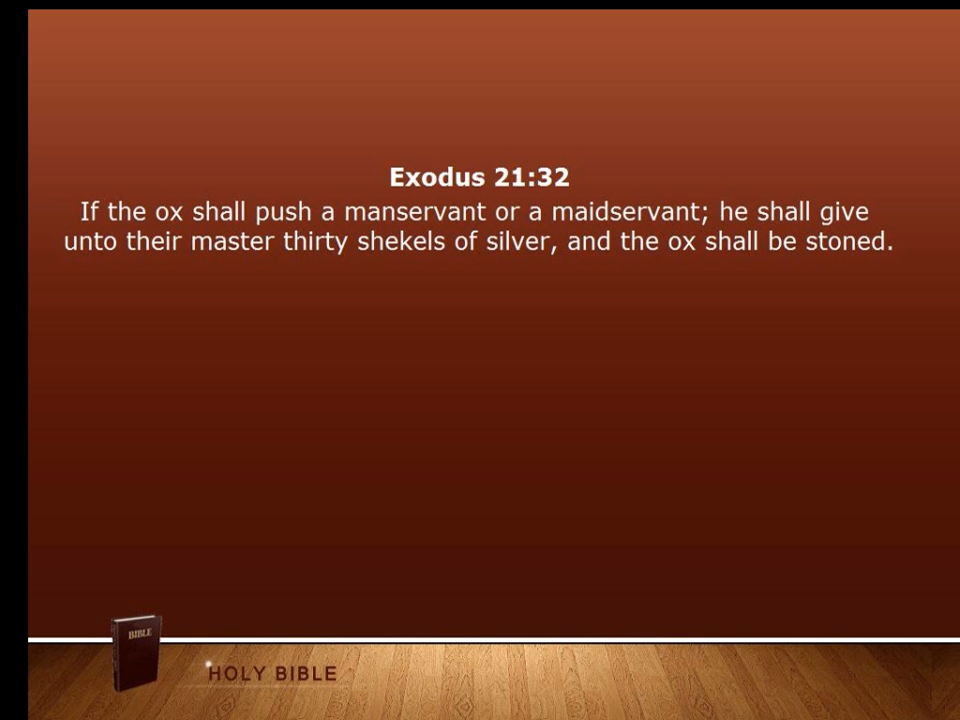 Exodus 21:32
If the ox shall push a manservant or a maidservant; he shall give
unto their master thirty shekels of silver, and the ox shall be stoned.
BIBLE
HOLY BIBLE